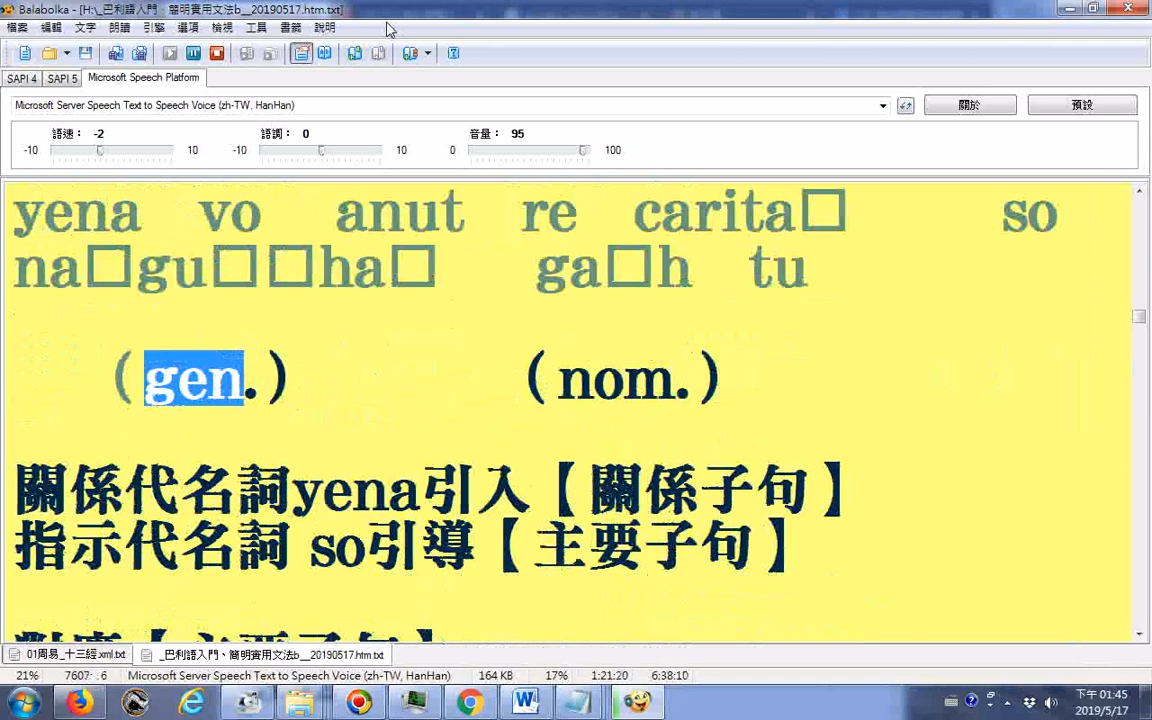 Balabolka - [H:\_巴利語入門、簡明實用文法b__20190517.htm.txt]
檔案 編輯 文字 朗讀 引擎 選項 檢視 工具 書籤 說明
SAPI 4 SAPI 5 Microsoft Speech Platform
Microsoft Server Speech Text to Speech Voice (zh-TW, HanHan) 關於 預設
語速： -2 語調： 0 音量： 95
-10 10 -10 10 0 100
yena vo anut re carita□ so
na□gu□□ha□ ga□h tu
(gen.) (nom.)
關係代名詞yena引入【關係子句】
指示代名詞 so引導【主要子句】
對應【主要子句】
01周易_十三經.xml.txt _巴利語入門、簡明實用文法b__20190517.htm.txt
21% 7607: .6 Microsoft Server Speech Text to Speech Voice (zh-TW, HanHan) 164 KB 17% 1:21:20 6:38:10
下午 01:45
2019/5/17